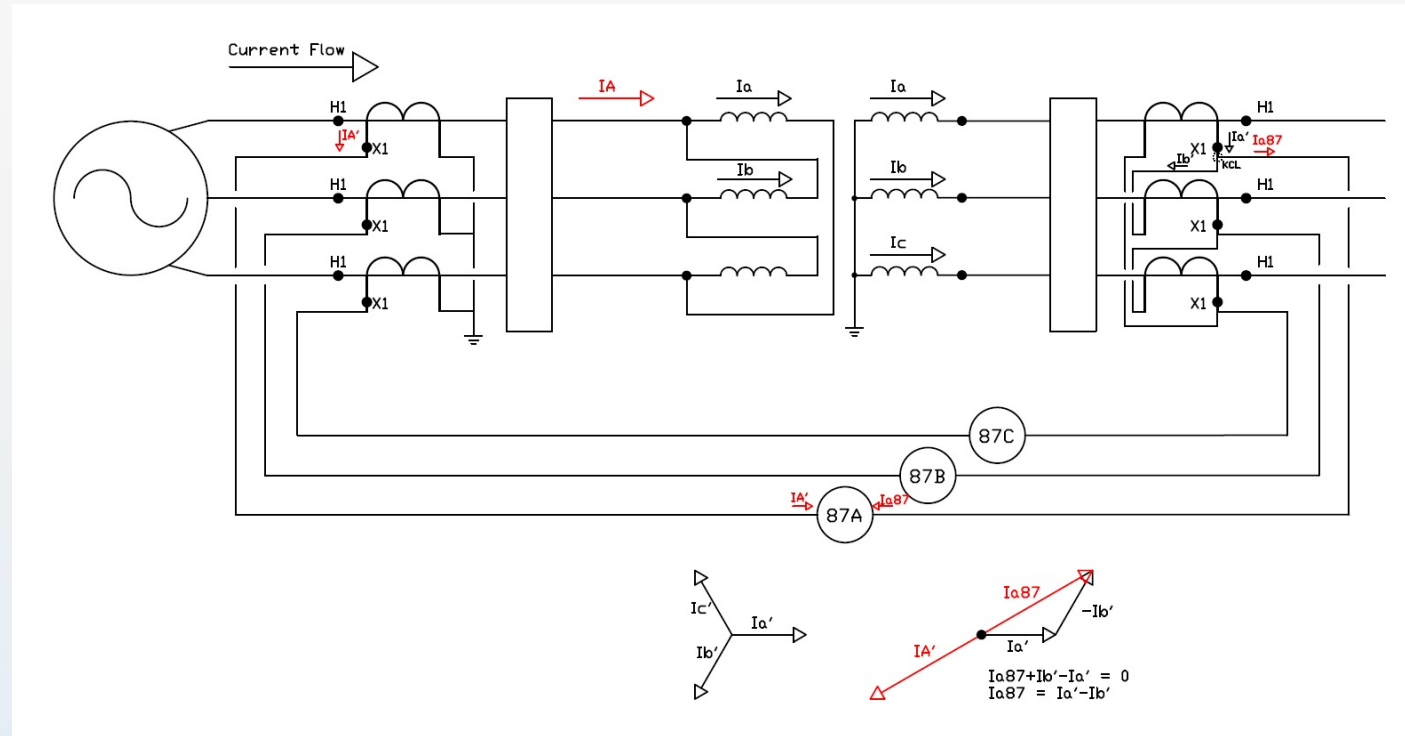 Current Flow
IA
Ia
Ia
H1
H1
IA'
X1
X1
Ia'
Ia87
Ib'
KCL
Ib
Ib
H1
H1
X1
X1
Ic
H1
H1
X1
X1
87C
87B
IA'
Ia87
87A
Ic'
Ia'
Ib'
Ia87
-Ib'
Ia'
IA'
Ia87+Ib'-Ia' = 0
Ia87 = Ia'-Ib'